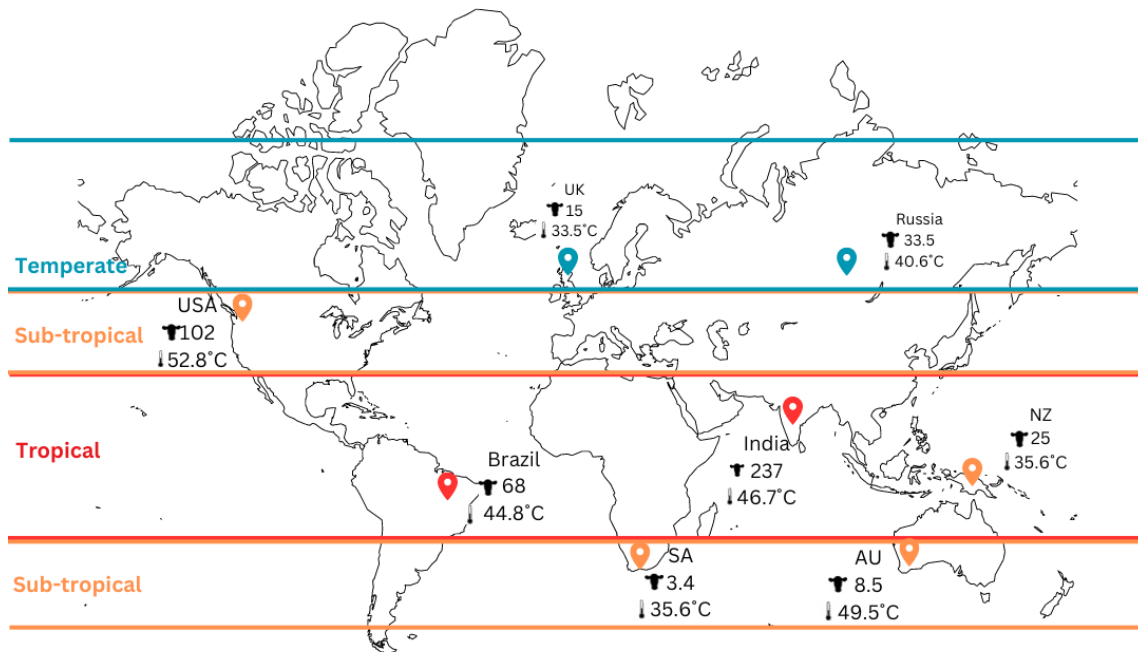 UK
15
33.5˚C
Russia
33.5
40.6˚C
Temperate
USA
102
52.8˚C
Sub-tropical
Tropical
Brazil
68
44.8˚C
India
237
46.7˚C
NZ
25
35.6˚C
Sub-tropical
SA
3.4
35.6˚C
AU
8.5
49.5˚C